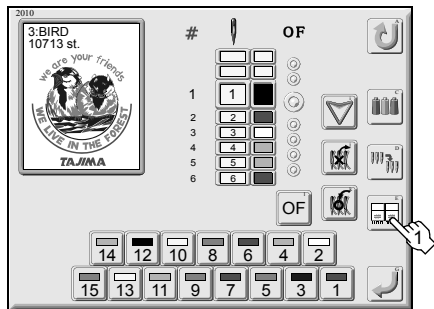 2010
3:BIRD
10713 st.
we are your friends
WE LIVE IN THE FOREST
TAJIMA
# OF
A
1 1
C
2 2
3 3
D
4 4
5 5
6 6
E
OF
1
14 12 10 8 6 4 2
15 13 11 9 7 5 3 1
G